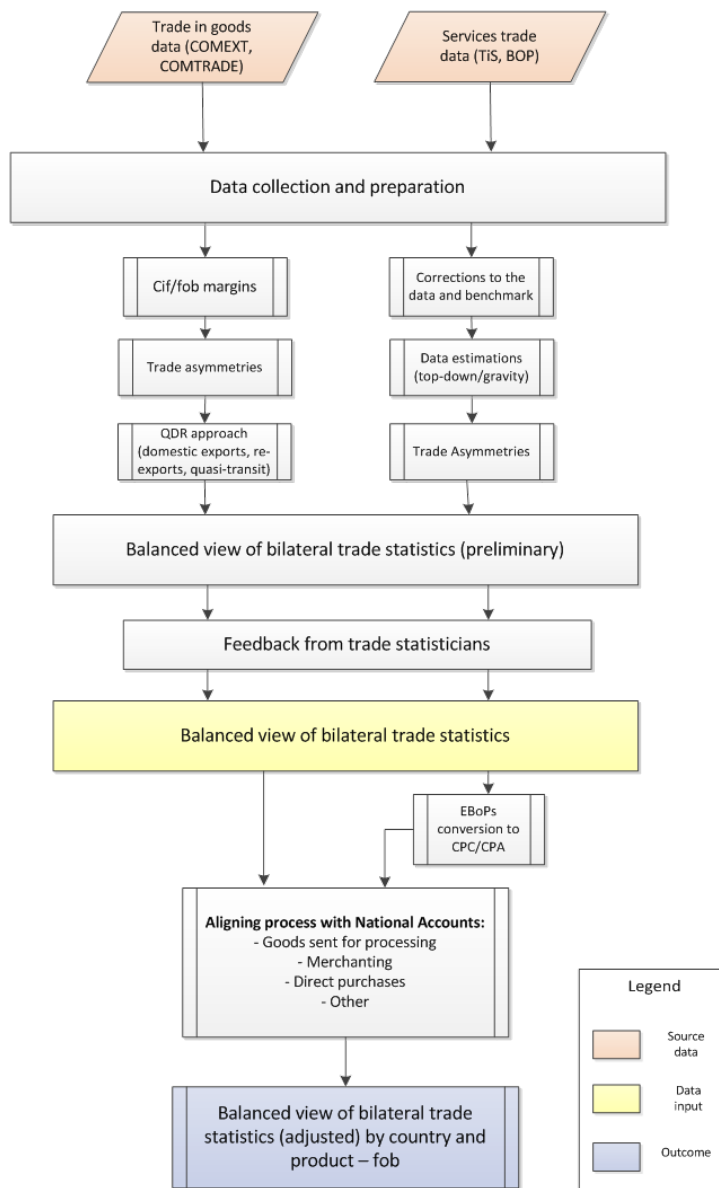 Trade in goods
data (COMEXT,
COMTRADE)
Services trade
data (TiS, BOP)
Data collection and preparation
Cif/fob margins
Corrections to the
data and benchmark
Trade asymmetries
Data estimations
(top-down/gravity)
QDR approach
(domestic exports, re-
exports, quasi-transit)
Trade Asymmetries
Balanced view of bilateral trade statistics (preliminary)
Feedback from trade statisticians
Balanced view of bilateral trade statistics
EBoPs
conversion to
CPC/CPA
Aligning process with National Accounts:
- Goods sent for processing
- Merchanting
- Direct purchases
- Other
Balanced view of bilateral trade
statistics (adjusted) by country and
product – fob
Legend
Source
data
Data
input
Outcome